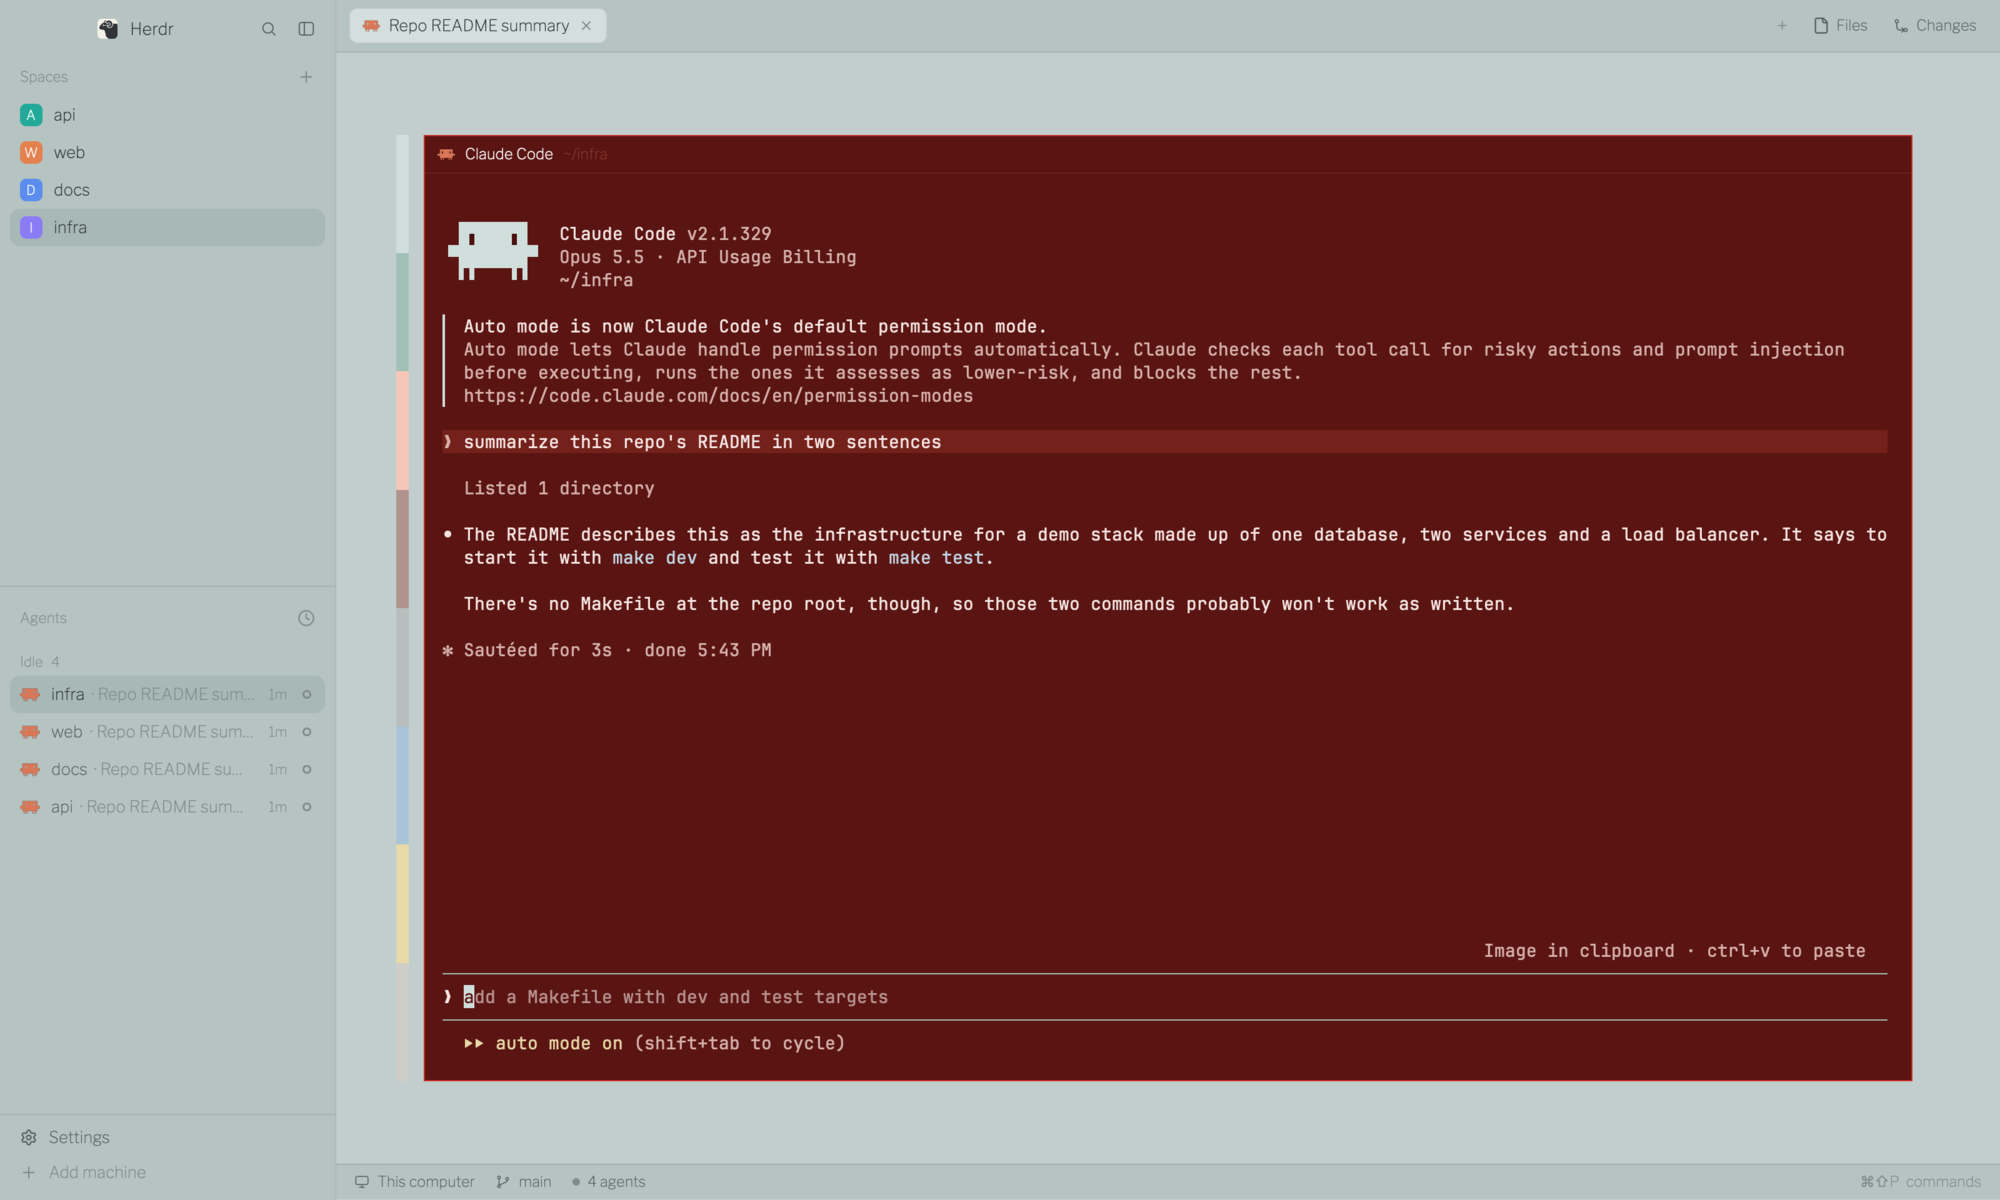 Herdr
Spaces
A api
W web
D docs
I infra
Agents
Idle 4
infra · Repo README sum... 1m
web · Repo README sum... 1m
docs · Repo README su... 1m
api · Repo README sum... 1m
Settings
Add machine
Repo README summary
Files
Changes
Claude Code ~/infra
Claude Code v2.1.329
Opus 5.5 · API Usage Billing
~/infra
Auto mode is now Claude Code's default permission mode.
Auto mode lets Claude handle permission prompts automatically. Claude checks each tool call for risky actions and prompt injection
before executing, runs the ones it assesses as lower-risk, and blocks the rest.
https://code.claude.com/docs/en/permission-modes
❯ summarize this repo's README in two sentences
Listed 1 directory
● The README describes this as the infrastructure for a demo stack made up of one database, two services and a load balancer. It says to
start it with make dev and test it with make test.
There's no Makefile at the repo root, though, so those two commands probably won't work as written.
✻ Sautéed for 3s · done 5:43 PM
Image in clipboard · ctrl+v to paste
❯ add a Makefile with dev and test targets
⏵⏵ auto mode on (shift+tab to cycle)
This computer
main
4 agents
⌘⇧P commands